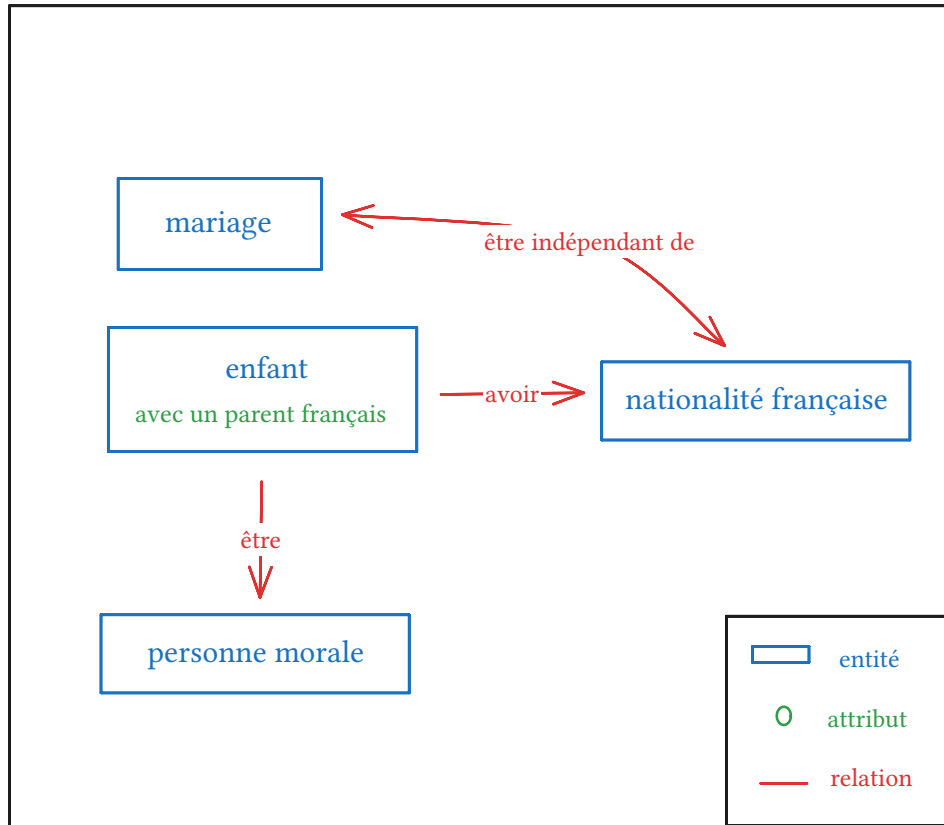 mariage
être indépendant de
enfant
avec un parent français
avoir
nationalité française
être
personne morale
entité
attribut
relation